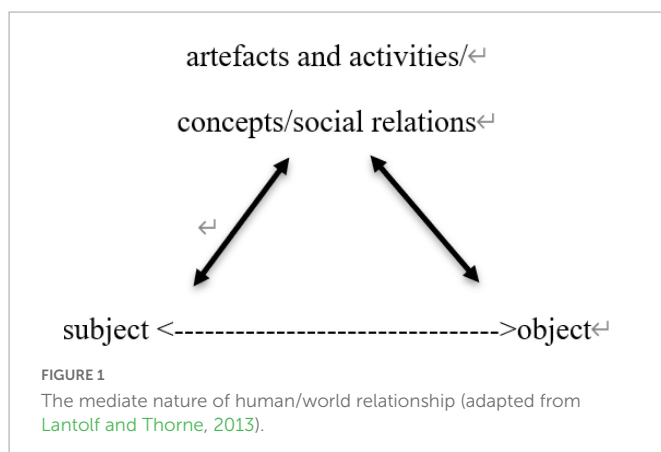 artefacts and activities/↵
concepts/social relations↵
↵
subject <-------------------------------->object↵
FIGURE 1
The mediate nature of human/world relationship (adapted from
Lantolf and Thorne, 2013).